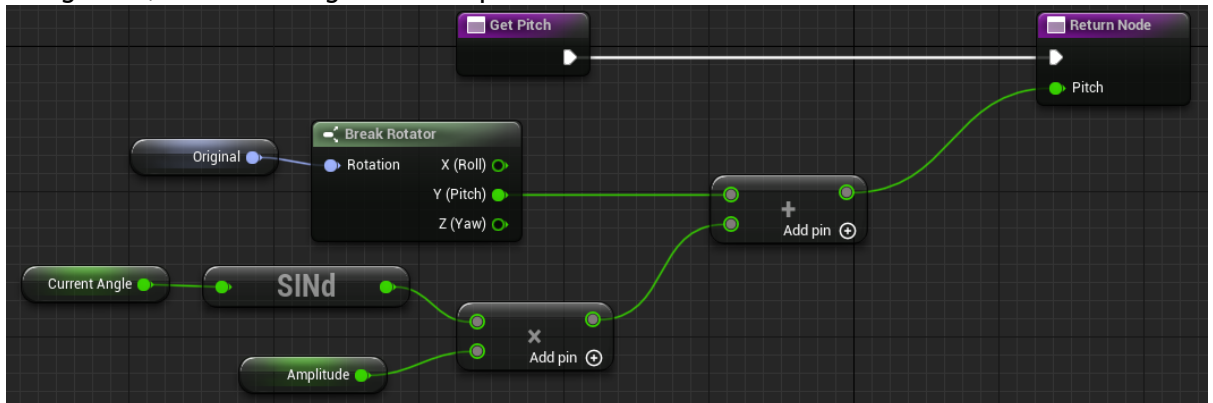 Get Pitch
Return Node
Pitch
Break Rotator
Original
Rotation
X (Roll)
Y (Pitch)
Z (Yaw)
+
Add pin
Current Angle
SINd
×
Add pin
Amplitude